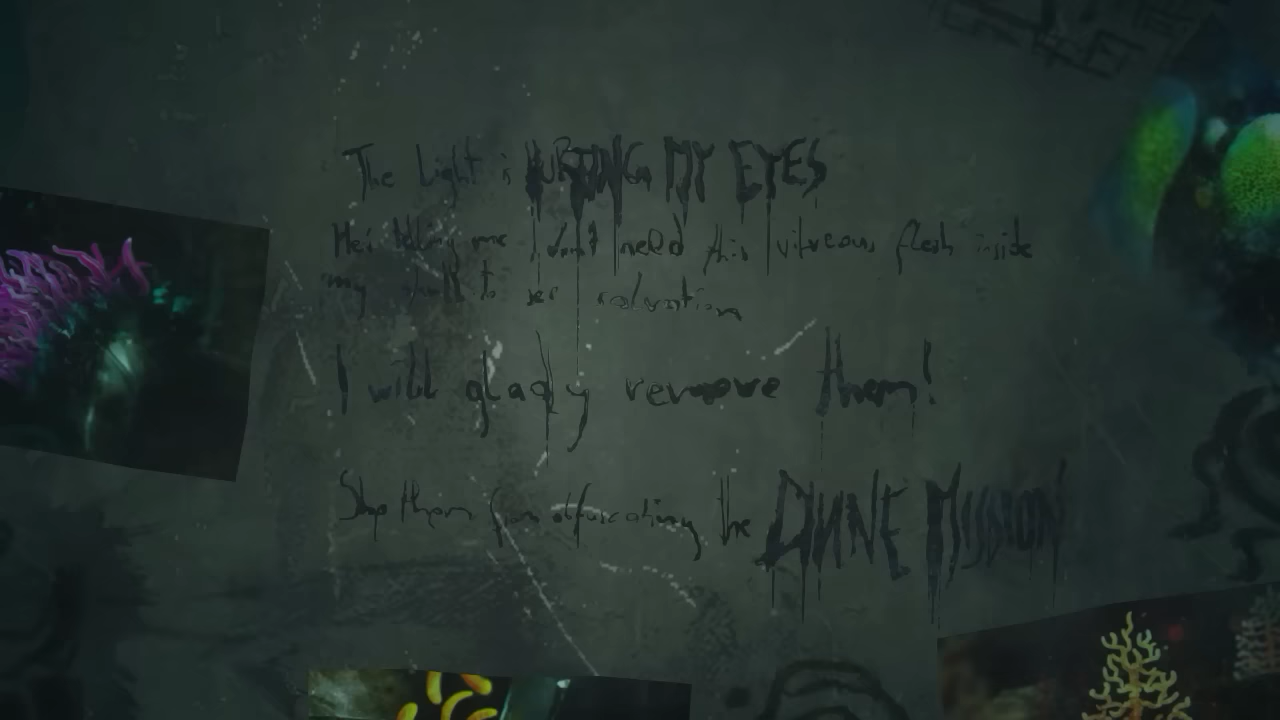 The Light is HURTING MY EYES
He's telling me I don't need this vitreous flesh inside
my skull to see salvation
I will gladly remove them!
Stop them from obfuscating the DIVINE MISSION